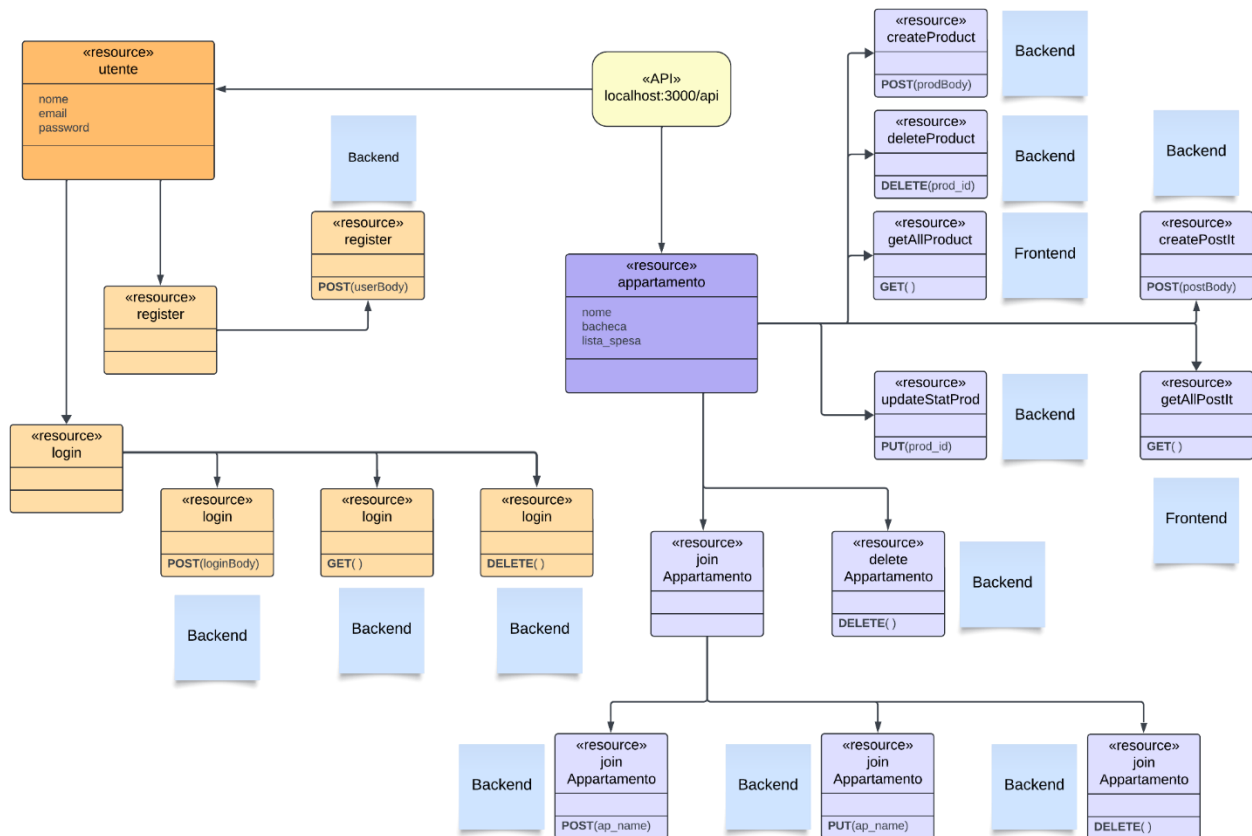 «resource»
utente
nome
email
password
«API»
localhost:3000/api
«resource»
createProduct
POST(prodBody)
Backend
«resource»
deleteProduct
DELETE(prod_id)
Backend
Backend
Backend
«resource»
register
POST(userBody)
«resource»
getAllProduct
GET( )
Frontend
«resource»
createPostIt
POST(postBody)
«resource»
appartamento
nome
bacheca
lista_spesa
«resource»
register
«resource»
updateStatProd
PUT(prod_id)
Backend
«resource»
getAllPostIt
GET( )
Frontend
«resource»
login
«resource»
login
POST(loginBody)
«resource»
login
GET( )
«resource»
login
DELETE( )
Backend
Backend
Backend
«resource»
join
Appartamento
«resource»
delete
Appartamento
DELETE( )
Backend
Backend
«resource»
join
Appartamento
POST(ap_name)
Backend
«resource»
join
Appartamento
PUT(ap_name)
Backend
«resource»
join
Appartamento
DELETE( )